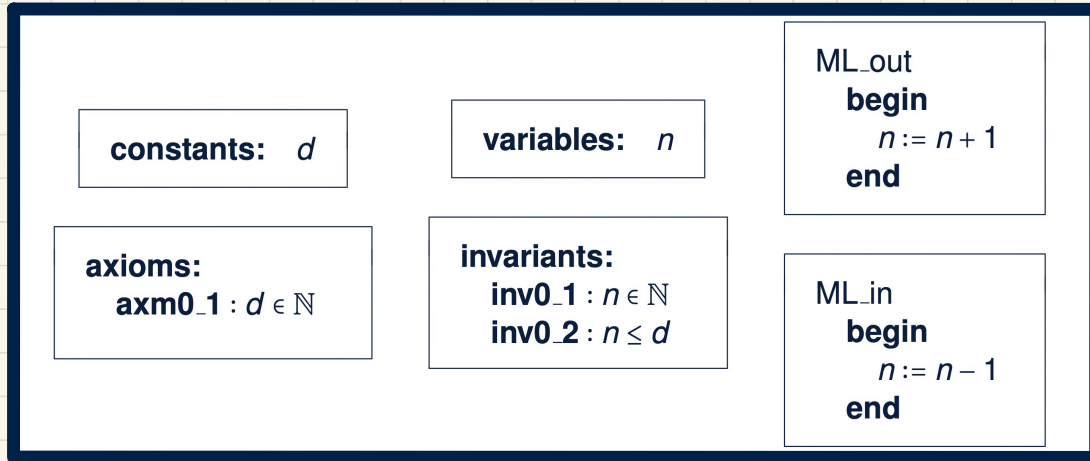 constants: d
axioms:
axm0_1 : d ∈ ℕ
variables: n
invariants:
inv0_1 : n ∈ ℕ
inv0_2 : n ≤ d
ML_out
begin
n := n + 1
end
ML_in
begin
n := n − 1
end